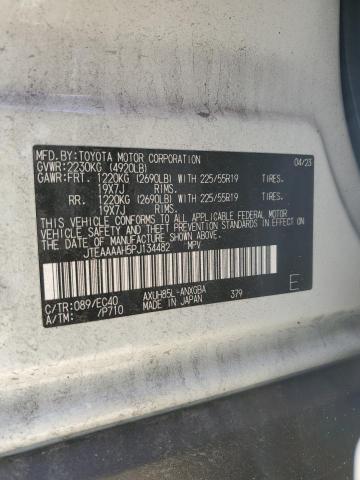 MFD.BY:TOYOTA MOTOR CORPORATION 04/23
GVWR:2230KG (4920LB)
GAWR:FRT. 1220KG (2690LB) WITH 225/55R19 TIRES.
19X7J RIMS.
RR. 1220KG (2690LB) WITH 225/55R19 TIRES.
19X7J RIMS.
THIS VEHICLE CONFORMS TO ALL APPLICABLE FEDERAL MOTOR
VEHICLE SAFETY AND BUMPER STANDARDS IN EFFECT ON THE DATE
OF MANUFACTURE SHOWN ABOVE.
JTEAAAAH5PJ134482 MPV
C/TR:089/EC40 AXUH85L-ANXGBA E
A/TM: /P710 MADE IN JAPAN 379